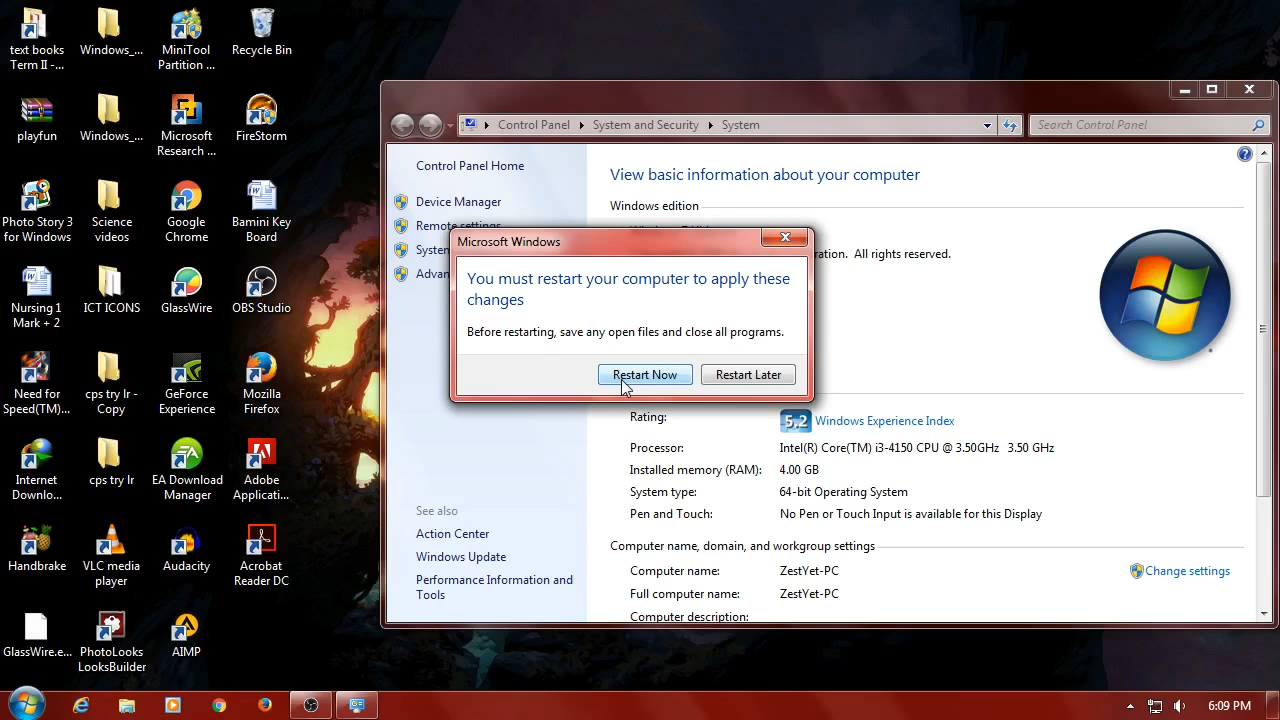 text books
Term II -...
Windows_...
MiniTool
Partition ...
Recycle Bin
playfun
Windows_...
Microsoft
Research ...
FireStorm
Photo Story 3
for Windows
Science
videos
Google
Chrome
Bamini Key
Board
Nursing 1
Mark + 2
ICT ICONS
GlassWire
OBS Studio
Need for
Speed(TM)...
cps try lr -
Copy
GeForce
Experience
Mozilla
Firefox
Internet
Downlo...
cps try lr
EA Download
Manager
Adobe
Applicati...
Handbrake
VLC media
player
Audacity
Acrobat
Reader DC
GlassWire.e...
PhotoLooks
LooksBuilder
AIMP
Control Panel
System and Security
System
Search Control Panel
Control Panel Home
Device Manager
Remote settings
Syste
Advan
See also
Action Center
Windows Update
Performance Information and
Tools
View basic information about your computer
Windows edition
ration. All rights reserved.
Microsoft Windows
You must restart your computer to apply these
changes
Before restarting, save any open files and close all programs.
Restart Now
Restart Later
Rating:
5.2 Windows Experience Index
Processor:
Intel(R) Core(TM) i3-4150 CPU @ 3.50GHz 3.50 GHz
Installed memory (RAM):
4.00 GB
System type:
64-bit Operating System
Pen and Touch:
No Pen or Touch Input is available for this Display
Computer name, domain, and workgroup settings
Computer name:
ZestYet-PC
Change settings
Full computer name:
ZestYet-PC
Computer description:
6:09 PM